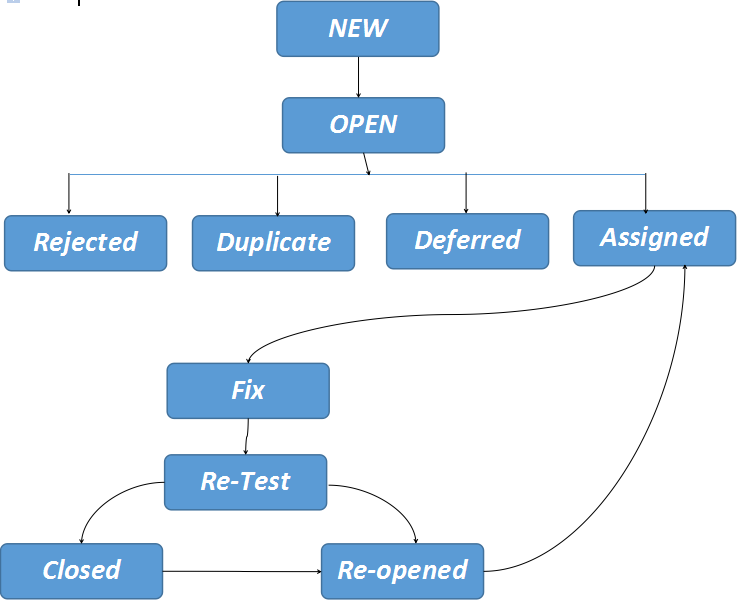 NEW
OPEN
Rejected
Duplicate
Deferred
Assigned
Fix
Re-Test
Closed
Re-opened